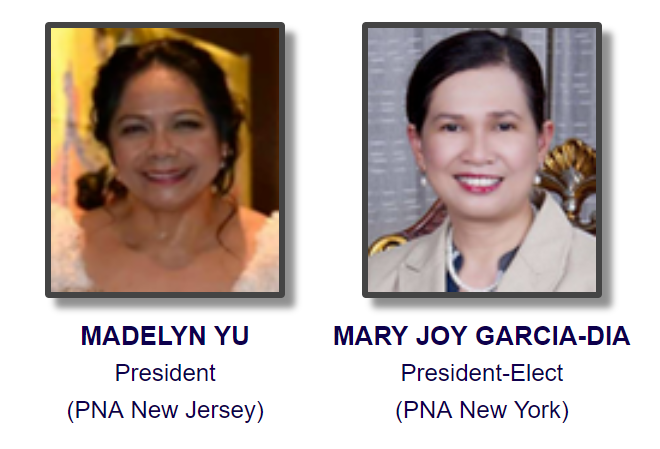 MADELYN YU
President
(PNA New Jersey)
MARY JOY GARCIA-DIA
President-Elect
(PNA New York)